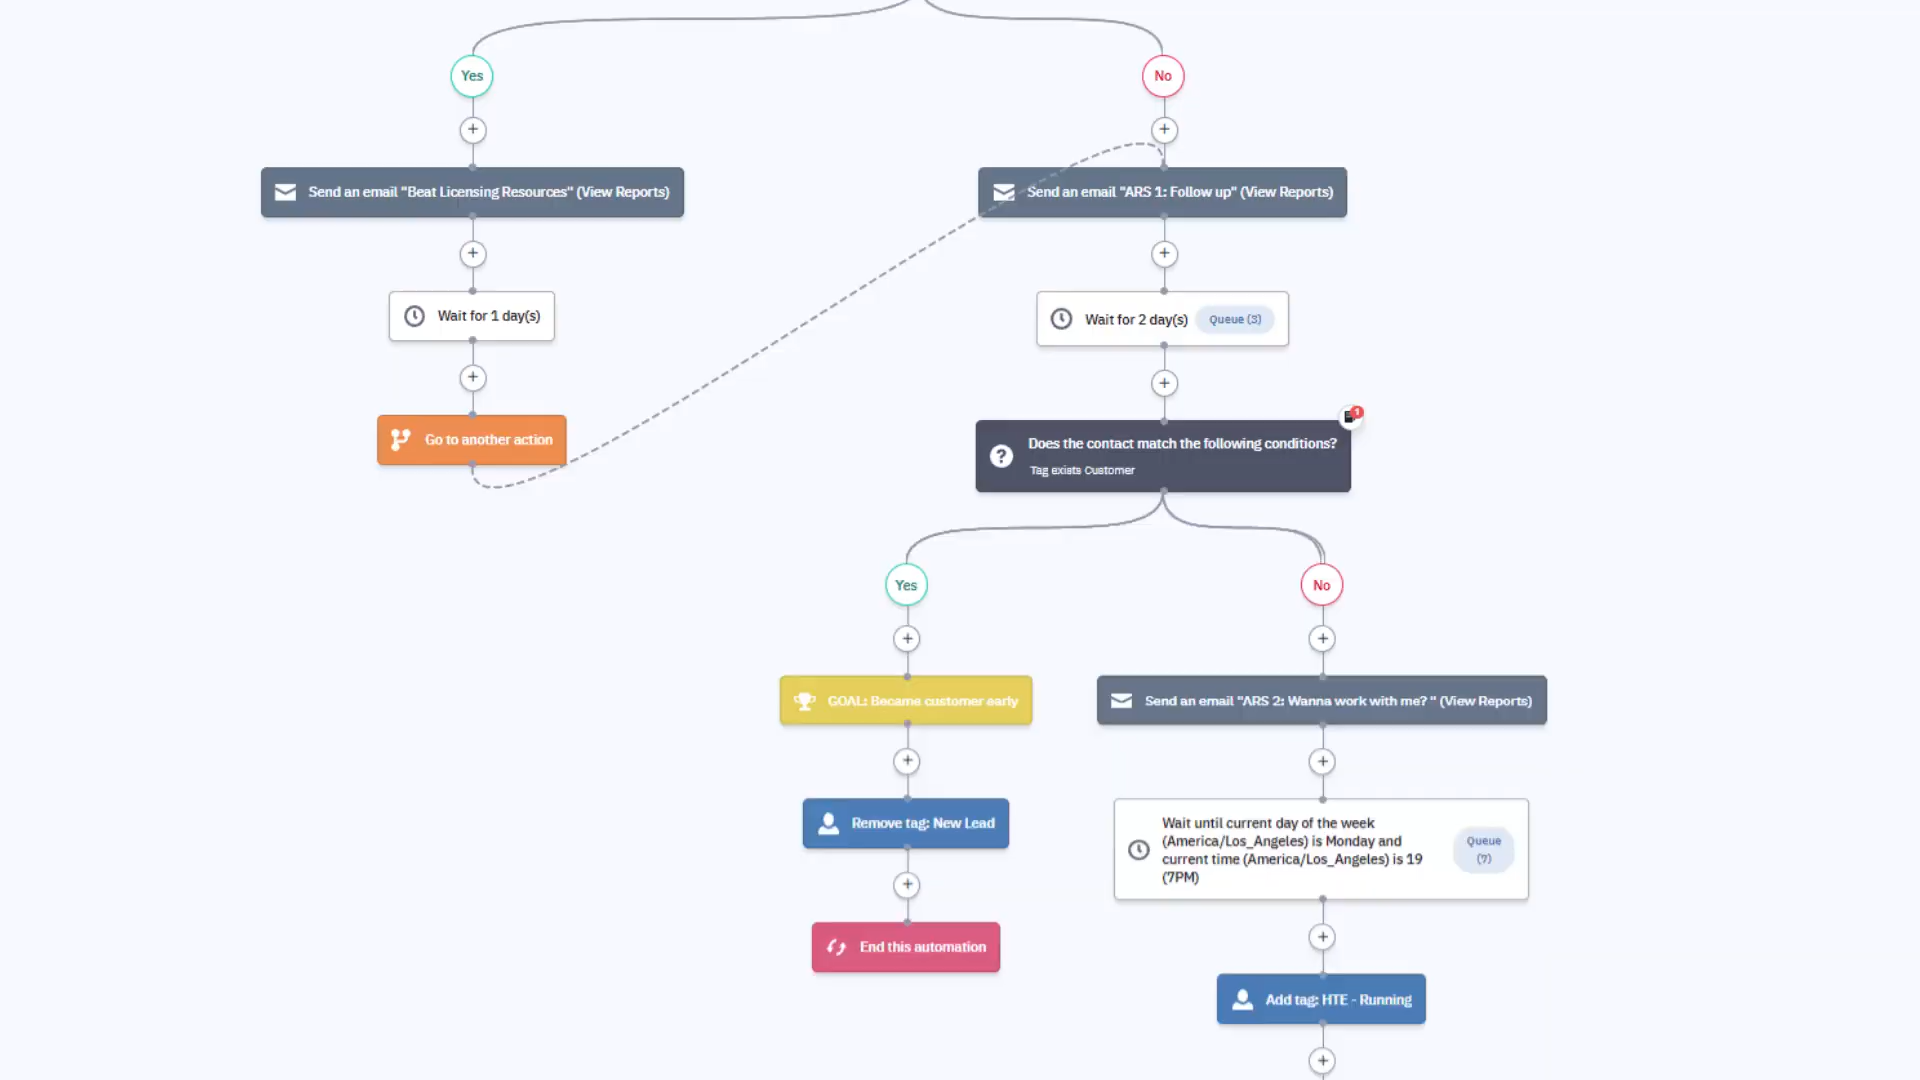 Yes
No
Send an email "Beat Licensing Resources" (View Reports)
Send an email "ARS 1: Follow up" (View Reports)
Wait for 1 day(s)
Wait for 2 day(s)
Queue (3)
Go to another action
1
Does the contact match the following conditions?
Tag exists Customer
Yes
No
GOAL: Became customer early
Send an email "ARS 2: Wanna work with me? " (View Reports)
Remove tag: New Lead
Wait until current day of the week
(America/Los_Angeles) is Monday and
current time (America/Los_Angeles) is 19
(7PM)
Queue
(7)
End this automation
Add tag: HTE - Running